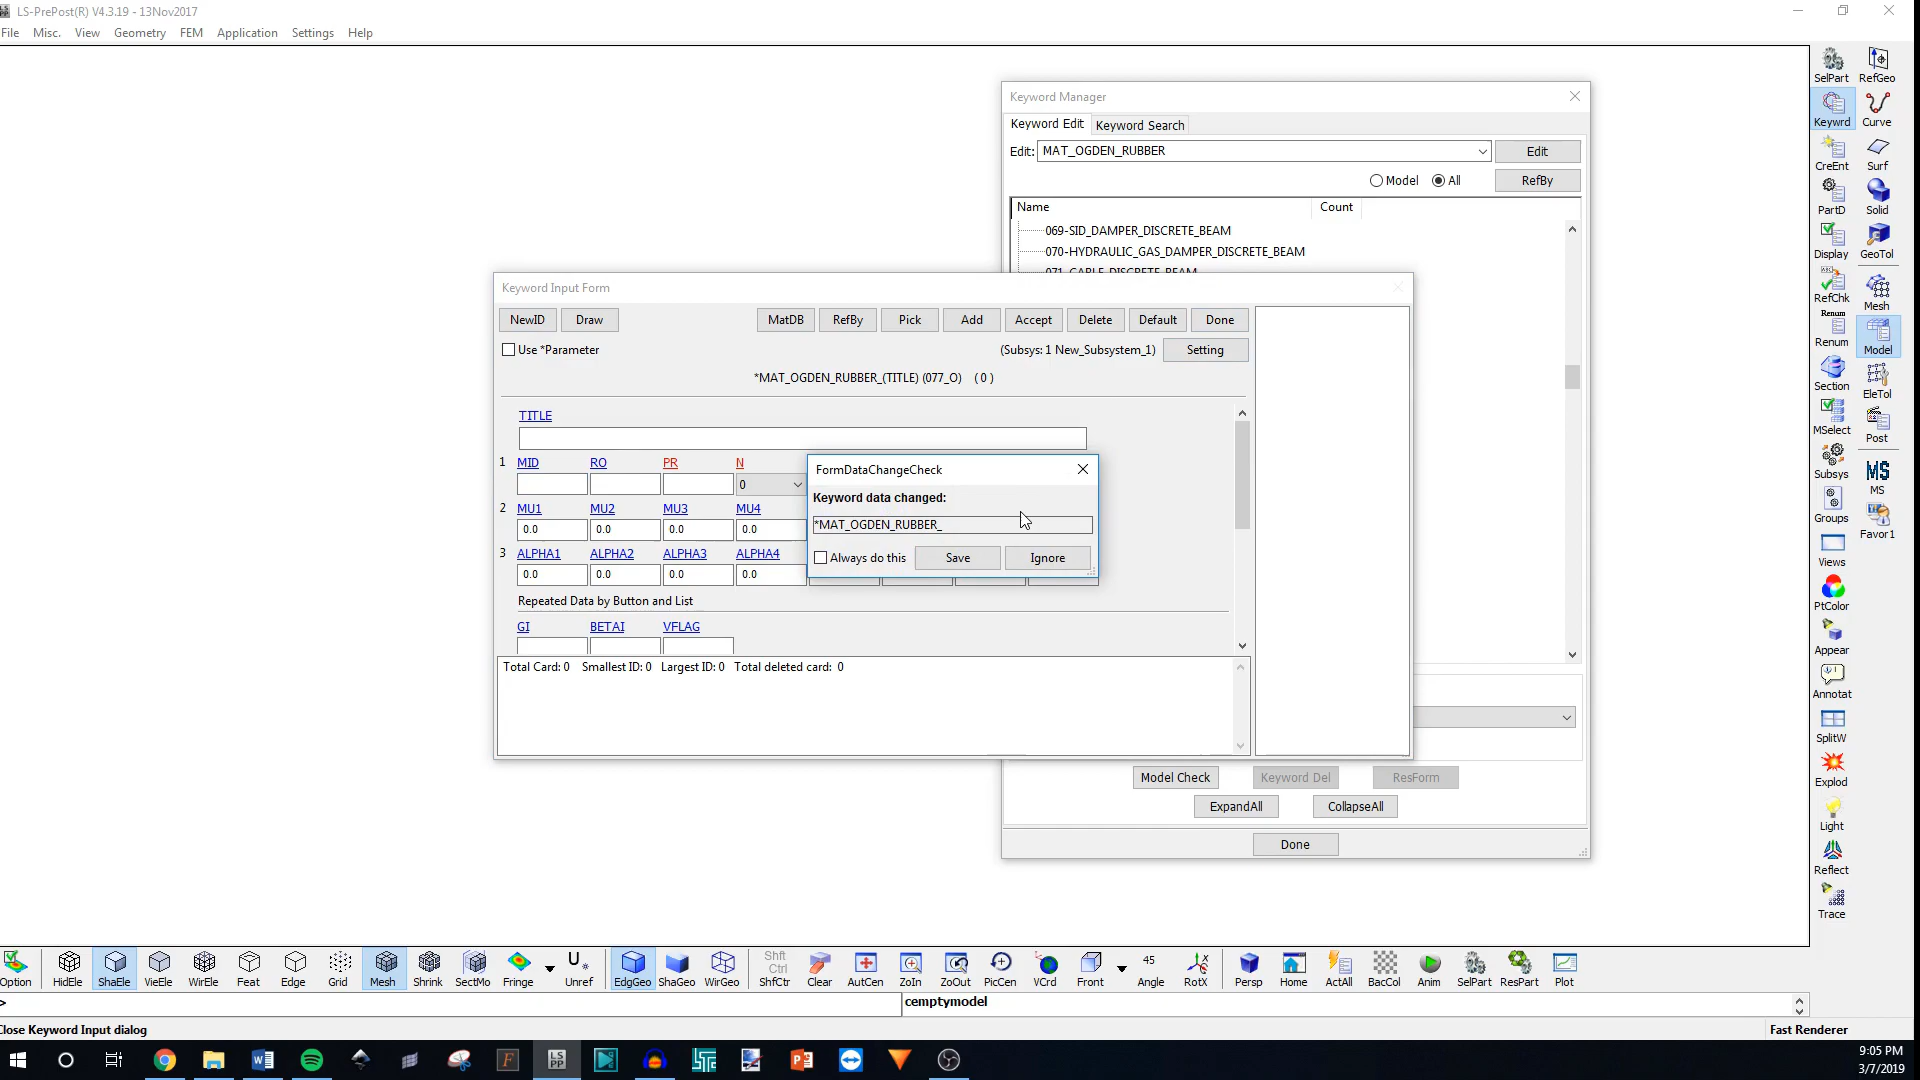 LS-PrePost(R) V4.3.19 - 13Nov2017
File Misc. View Geometry FEM Application Settings Help
Keyword Manager
Keyword Edit Keyword Search
Edit: MAT_OGDEN_RUBBER Edit
Model All RefBy
Name Count
069-SID_DAMPER_DISCRETE_BEAM
070-HYDRAULIC_GAS_DAMPER_DISCRETE_BEAM
071-CABLE_DISCRETE_BEAM
Keyword Input Form
NewID Draw MatDB RefBy Pick Add Accept Delete Default Done
Use *Parameter (Subsys: 1 New_Subsystem_1) Setting
*MAT_OGDEN_RUBBER_(TITLE) (077_O) ( 0 )
TITLE
1 MID RO PR N
0
2 MU1 MU2 MU3 MU4
0.0 0.0 0.0 0.0
3 ALPHA1 ALPHA2 ALPHA3 ALPHA4
0.0 0.0 0.0 0.0
Repeated Data by Button and List
GI BETAI VFLAG
Total Card: 0 Smallest ID: 0 Largest ID: 0 Total deleted card: 0
FormDataChangeCheck
Keyword data changed:
*MAT_OGDEN_RUBBER_
Always do this Save Ignore
Model Check Keyword Del ResForm
ExpandAll CollapseAll
Done
SelPart RefGeo
Keywrd Curve
CreEnt Surf
PartD Solid
Display GeoTol
RefChk Mesh
Renum
Renum Model
Section EleTol
MSelect Post
Subsys MS
MS
Groups Favor1
Views
PtColor
Appear
Annotat
SplitW
Explod
Light
Reflect
Trace
Option HidEle ShaEle VieEle WirEle Feat Edge Grid Mesh Shrink SectMo Fringe Unref EdgGeo ShaGeo WirGeo ShfCtr Clear AutCen ZoIn ZoOut PicCen VCrd Front Angle RotX Persp Home ActAll BacCol Anim SelPart ResPart Plot
Shft
Ctrl
45
> cemptymodel
Close Keyword Input dialog Fast Renderer
LS
PP
9:05 PM
3/7/2019